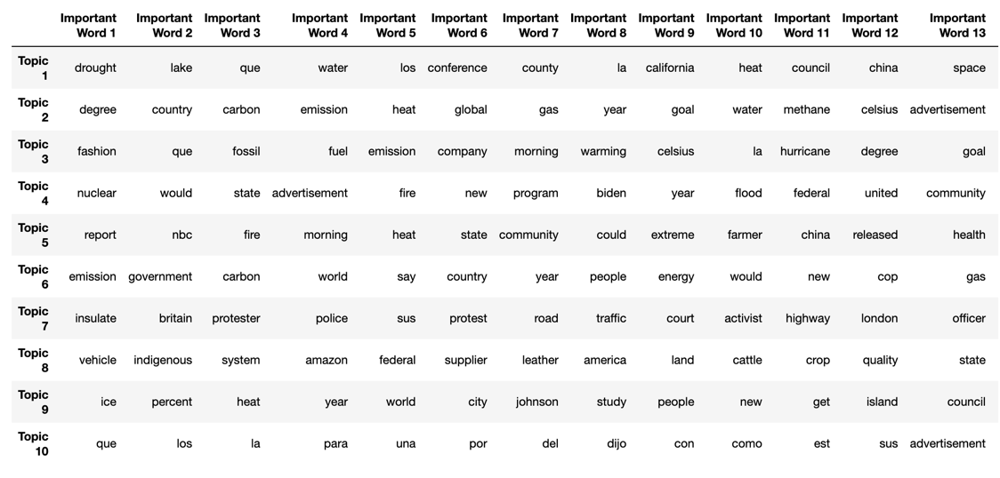 Important Word 1 Important Word 2 Important Word 3 Important Word 4 Important Word 5 Important Word 6 Important Word 7 Important Word 8 Important Word 9 Important Word 10 Important Word 11 Important Word 12 Important Word 13
Topic 1 drought lake que water los conference county la california heat council china space
Topic 2 degree country carbon emission heat global gas year goal water methane celsius advertisement
Topic 3 fashion que fossil fuel emission company morning warming celsius la hurricane degree goal
Topic 4 nuclear would state advertisement fire new program biden year flood federal united community
Topic 5 report nbc fire morning heat state community could extreme farmer china released health
Topic 6 emission government carbon world say country year people energy would new cop gas
Topic 7 insulate britain protester police sus protest road traffic court activist highway london officer
Topic 8 vehicle indigenous system amazon federal supplier leather america land cattle crop quality state
Topic 9 ice percent heat year world city johnson study people new get island council
Topic 10 que los la para una por del dijo con como est sus advertisement